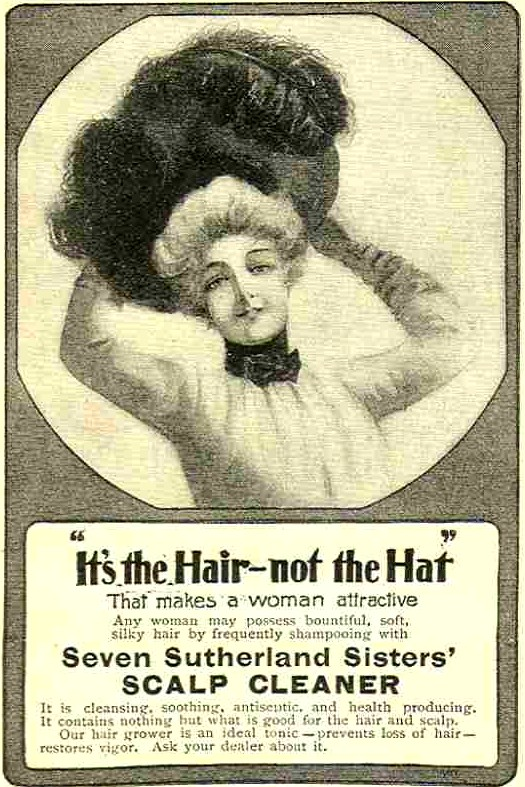 "It's the Hair—not the Hat"
That makes a woman attractive
Any woman may possess bountiful, soft,
silky hair by frequently shampooing with
Seven Sutherland Sisters'
SCALP CLEANER
It is cleansing, soothing, antiseptic, and health producing.
It contains nothing but what is good for the hair and scalp.
Our hair grower is an ideal tonic—prevents loss of hair—
restores vigor. Ask your dealer about it.